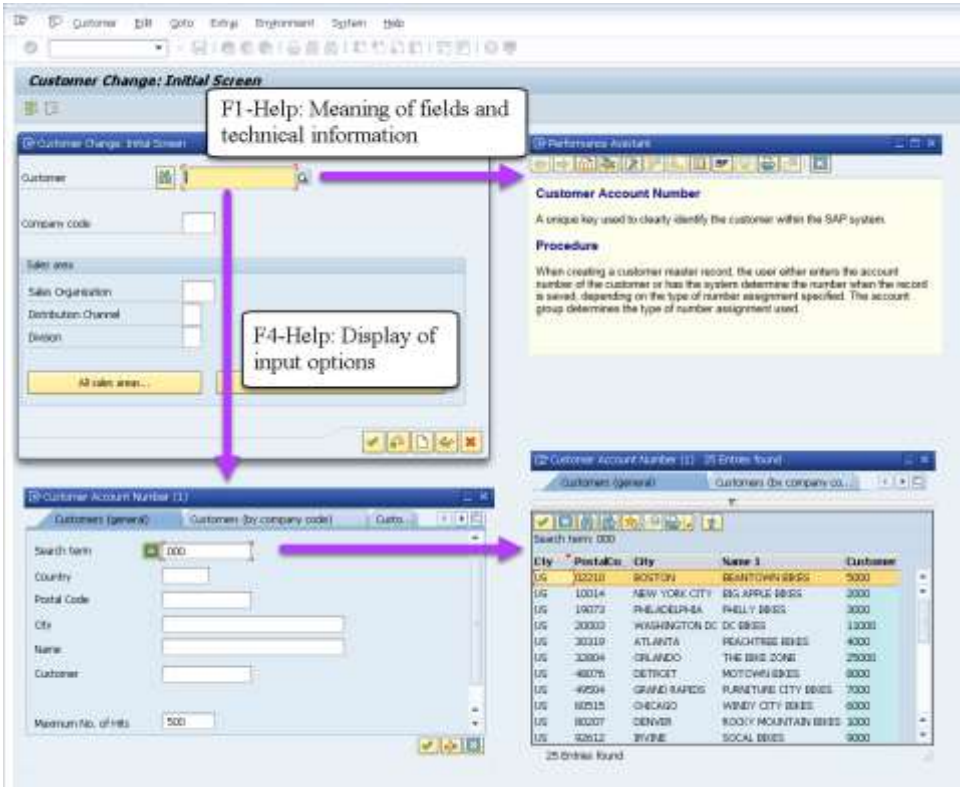 Customer Edit Goto Extras Environment System Help
Customer Change: Initial Screen
F1-Help: Meaning of fields and
technical information
Customer Change: Initial Screen
Customer
Company code
Sales area
Sales Organization
Distribution Channel
Division
All sales areas...
F4-Help: Display of
input options
Performance Assistant
Customer Account Number
A unique key used to clearly identify the customer within the SAP system.
Procedure
When creating a customer master record, the user either enters the account
number of the customer or has the system determine the number when the record
is saved, depending on the type of number assignment specified. The account
group determines the type of number assignment used.
Customer Account Number (1)
Customers (general) Customers (by company code) Custo...
Search term 000
Country
Postal Code
City
Name
Customer
Maximum No. of Hits 500
Customer Account Number (1) 25 Entries found
Customers (general) Customers (by company co...
Search term: 000
Cty PostalCo City Name 1 Customer
US 02210 BOSTON BEANTOWN BIKES 5000
US 10014 NEW YORK CITY BIG APPLE BIKES 2000
US 19073 PHILADELPHIA PHILLY BIKES 3000
US 20003 WASHINGTON DC DC BIKES 11000
US 30319 ATLANTA PEACHTREE BIKES 4000
US 32804 ORLANDO THE BIKE ZONE 25000
US 48076 DETROIT MOTOWN BIKES 8000
US 49504 GRAND RAPIDS FURNITURE CITY BIKES 7000
US 60515 CHICAGO WINDY CITY BIKES 6000
US 80207 DENVER ROCKY MOUNTAIN BIKES 1000
US 92612 IRVINE SOCAL BIKES 9000
25 Entries found